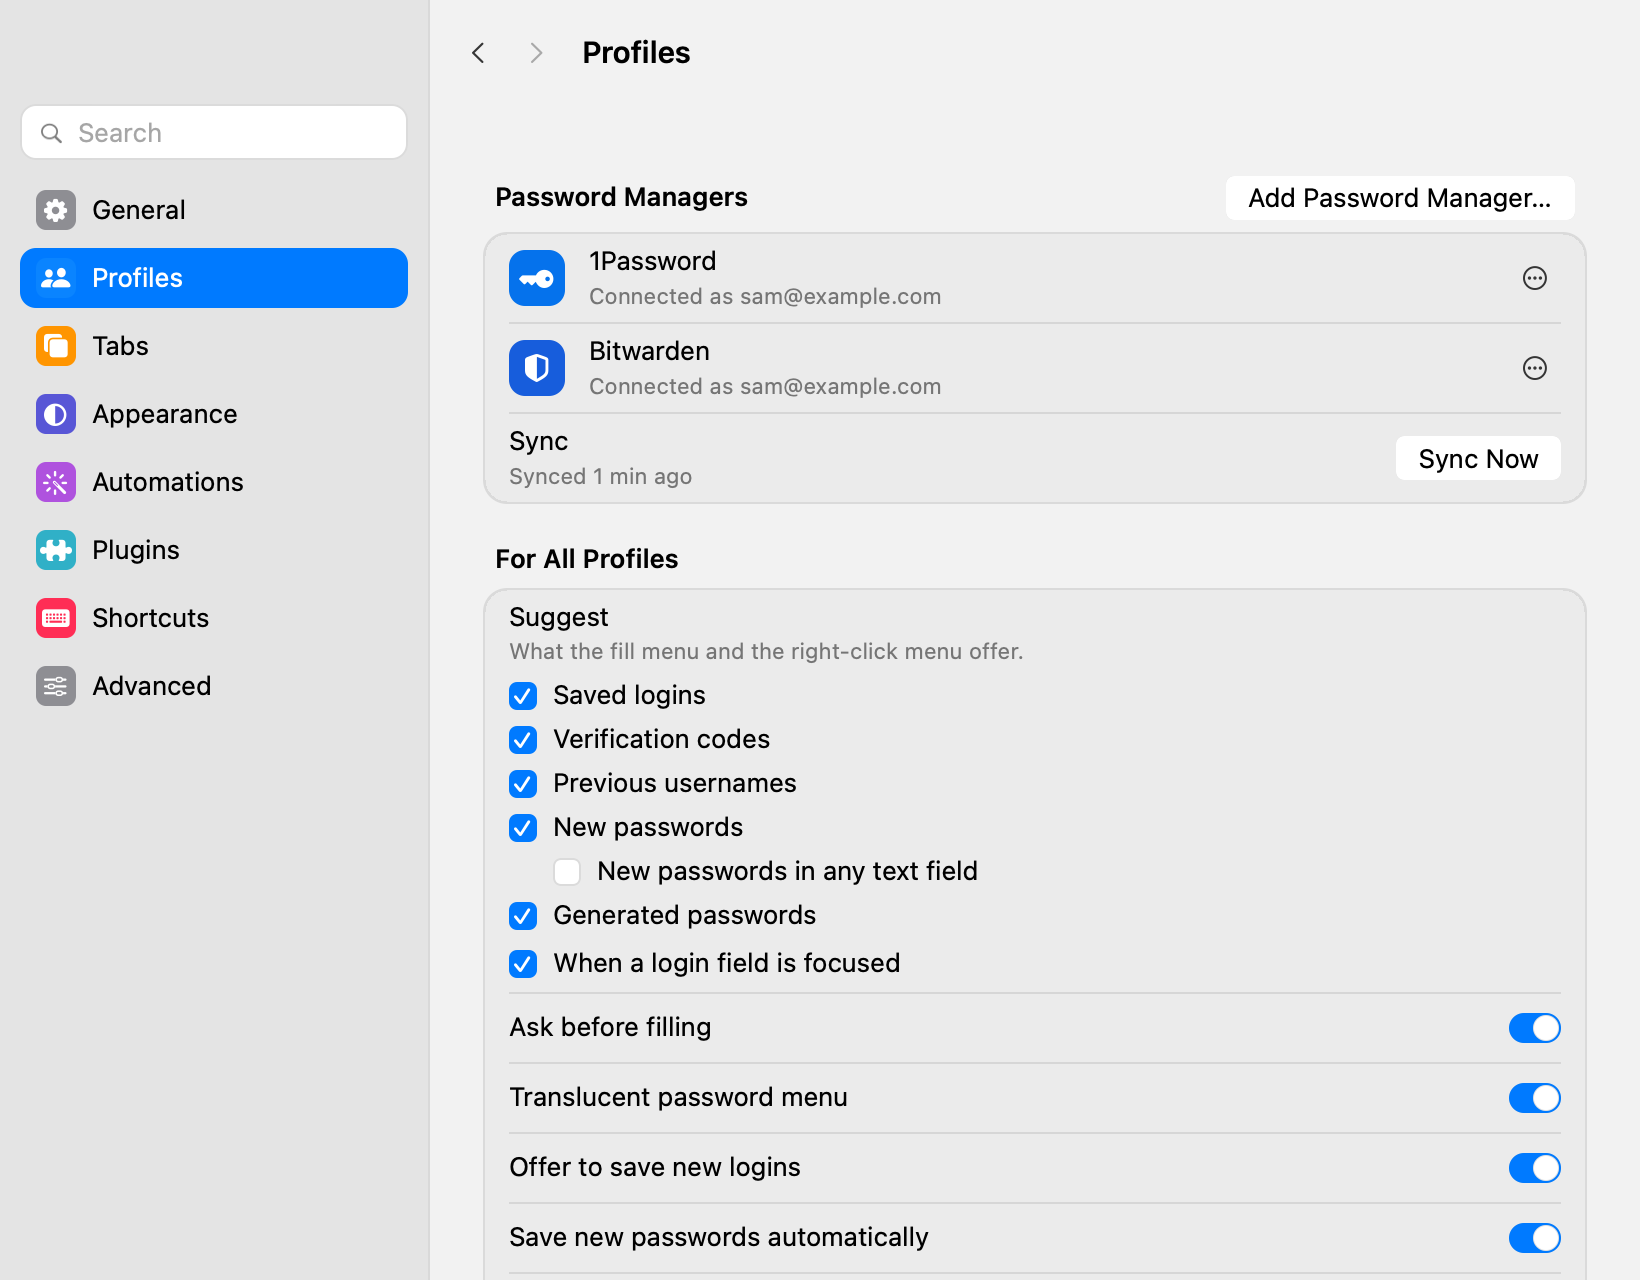 Profiles
Search
General
Profiles
Tabs
Appearance
Automations
Plugins
Shortcuts
Advanced
Password Managers
Add Password Manager...
1Password
Connected as sam@example.com
Bitwarden
Connected as sam@example.com
Sync
Synced 1 min ago
Sync Now
For All Profiles
Suggest
What the fill menu and the right-click menu offer.
Saved logins
Verification codes
Previous usernames
New passwords
New passwords in any text field
Generated passwords
When a login field is focused
Ask before filling
Translucent password menu
Offer to save new logins
Save new passwords automatically